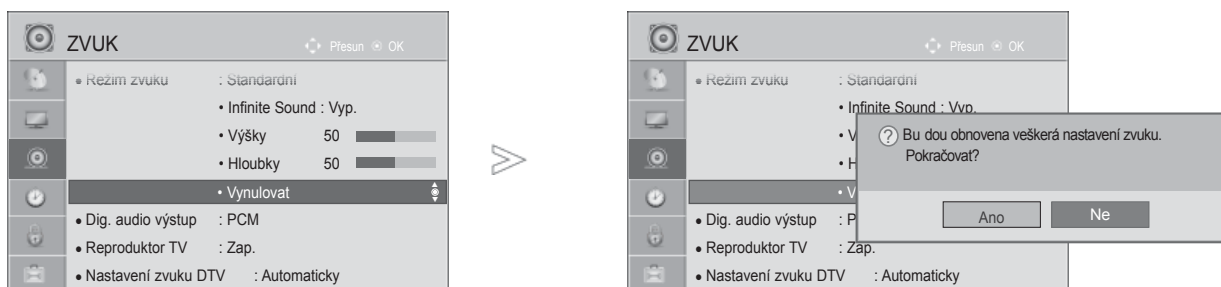 ZVUK
Přesun OK
• Režim zvuku : Standardní
• Infinite Sound : Vyp.
• Výšky 50
• Hloubky 50
• Vynulovat
• Dig. audio výstup : PCM
• Reproduktor TV : Zap.
• Nastavení zvuku DTV : Automaticky
ZVUK
Přesun OK
• Režim zvuku : Standardní
• Infinite Sound : Vyp.
• V
• H
• V
• Dig. audio výstup : P
• Reproduktor TV : Zap.
• Nastavení zvuku DTV : Automaticky
? Bu dou obnovena veškerá nastavení zvuku.
Pokračovat?
Ano Ne